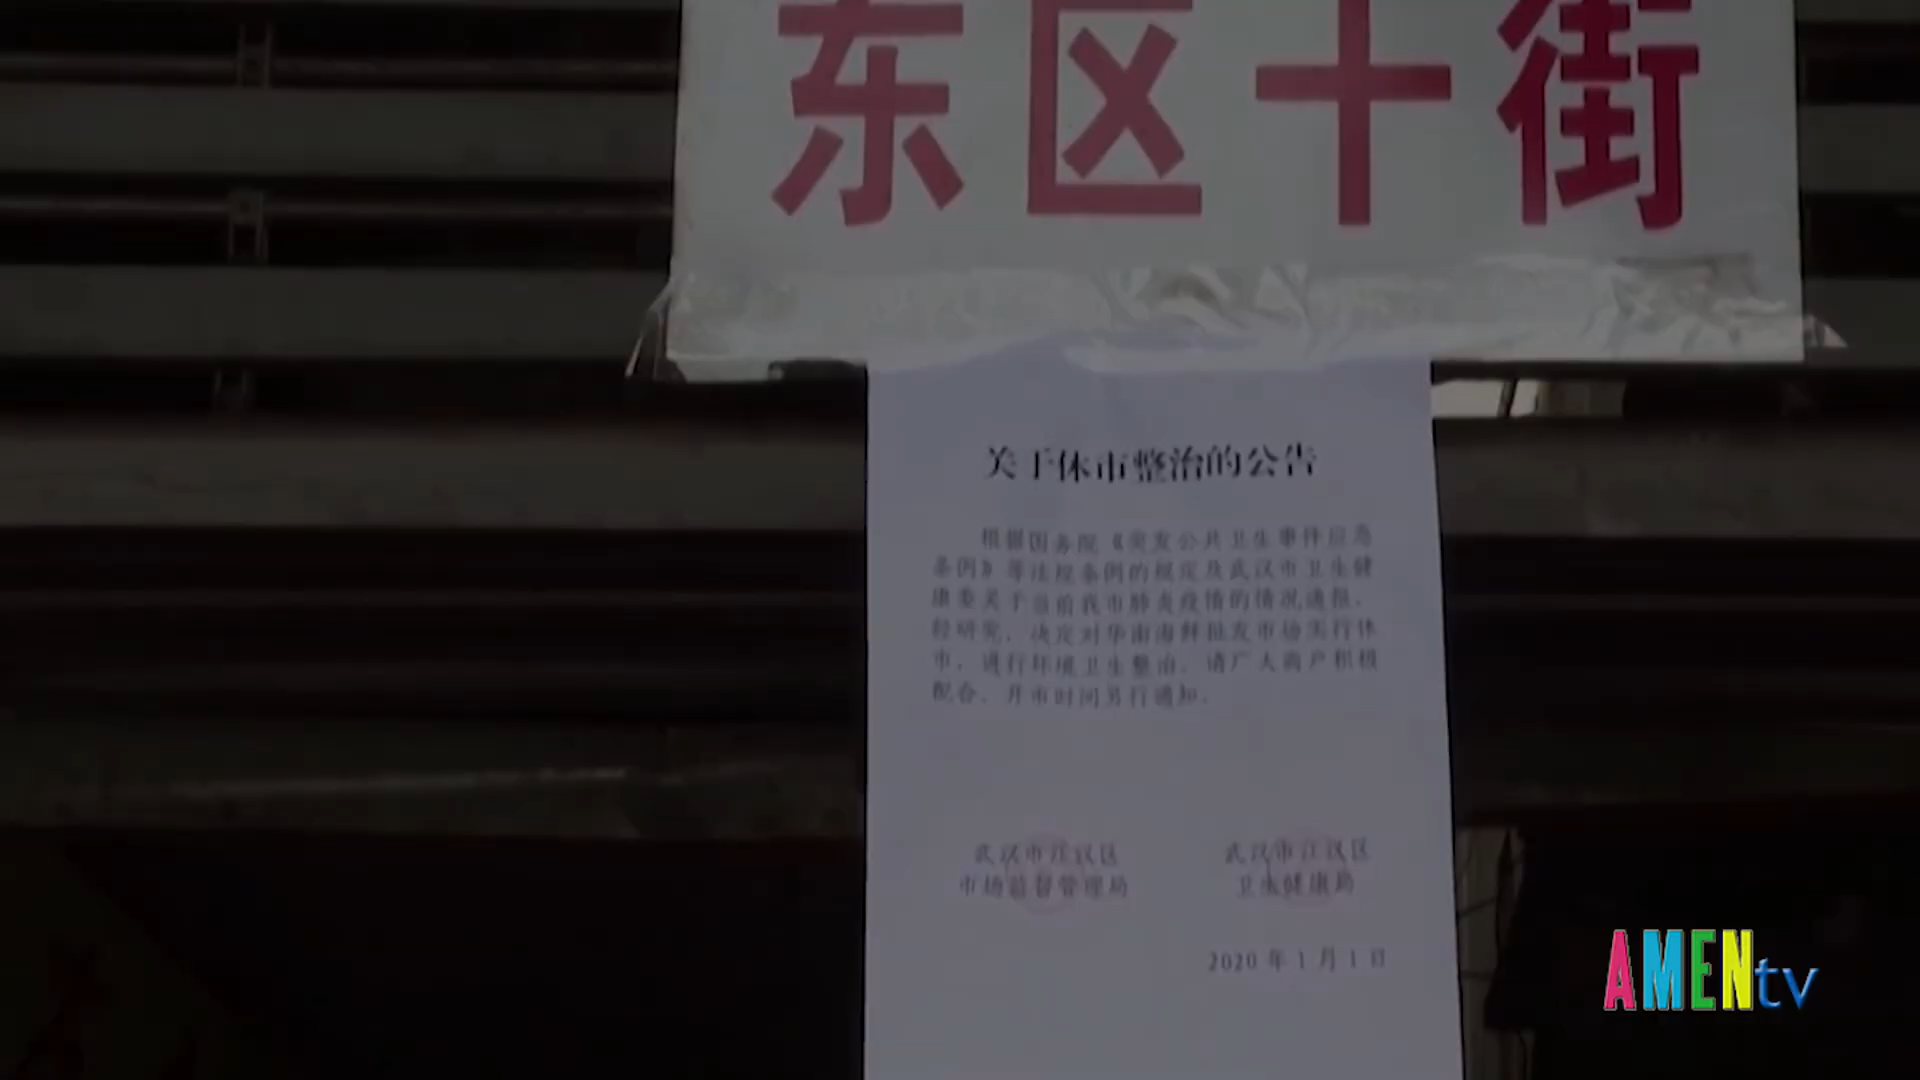 东区十街
关于休市整治的公告
根据国务院《突发公共卫生事件应急
条例》等法规条例的规定及武汉市卫生健
康委关于当前我市肺炎疫情的情况通报，
经研究，决定对华南海鲜批发市场实行休
市，进行环境卫生整治，请广大商户积极
配合，开市时间另行通知。
武汉市江汉区
市场监督管理局
武汉市江汉区
卫生健康局
2020年1月1日
AMENtv